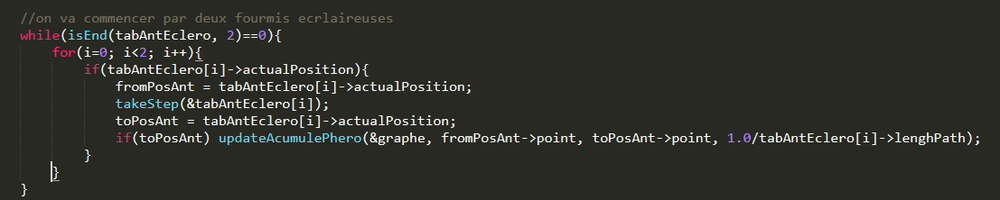 //on va commencer par deux fourmis ecrlaireuses
while(isEnd(tabAntEclero, 2)==0){
    for(i=0; i<2; i++){
        if(tabAntEclero[i]->actualPosition){
            fromPosAnt = tabAntEclero[i]->actualPosition;
            takeStep(&tabAntEclero[i]);
            toPosAnt = tabAntEclero[i]->actualPosition;
            if(toPosAnt) updateAcumulePhero(&graphe, fromPosAnt->point, toPosAnt->point, 1.0/tabAntEclero[i]->lenghPath);
        }
    }
}